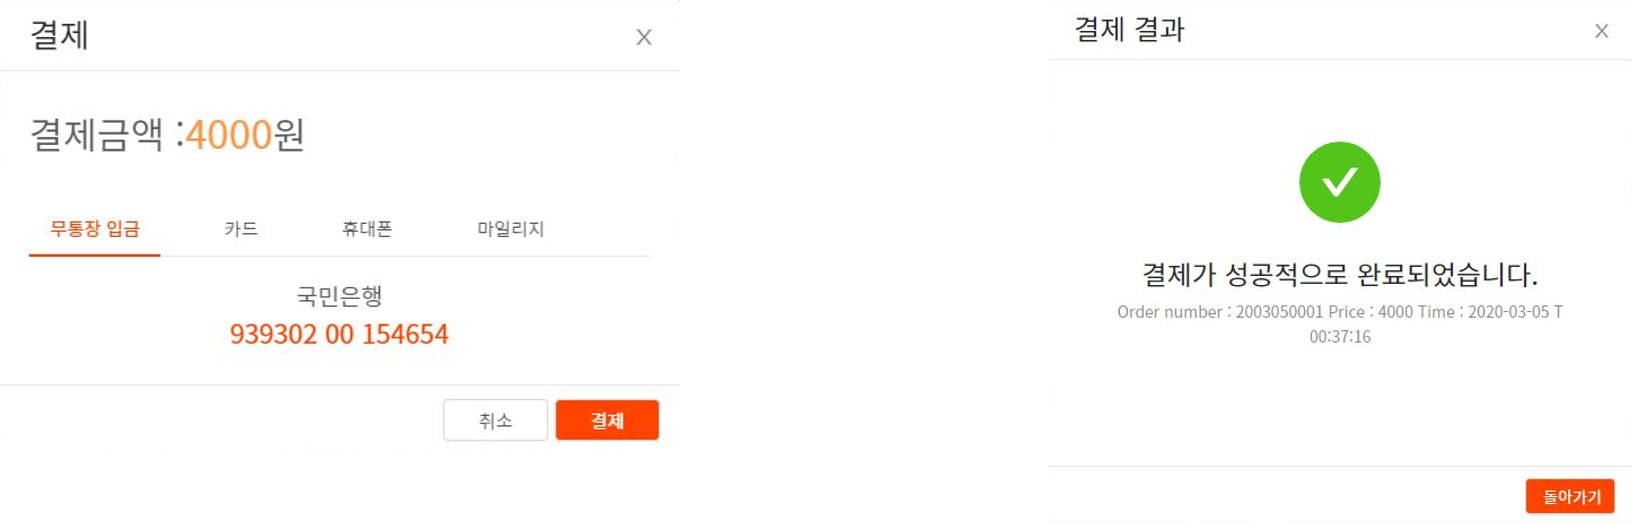 결제
X
결제금액 :4000원
무통장 입금
카드
휴대폰
마일리지
국민은행
939302 00 154654
취소
결제
결제 결과
X
결제가 성공적으로 완료되었습니다.
Order number : 2003050001 Price : 4000 Time : 2020-03-05 T
00:37:16
돌아가기